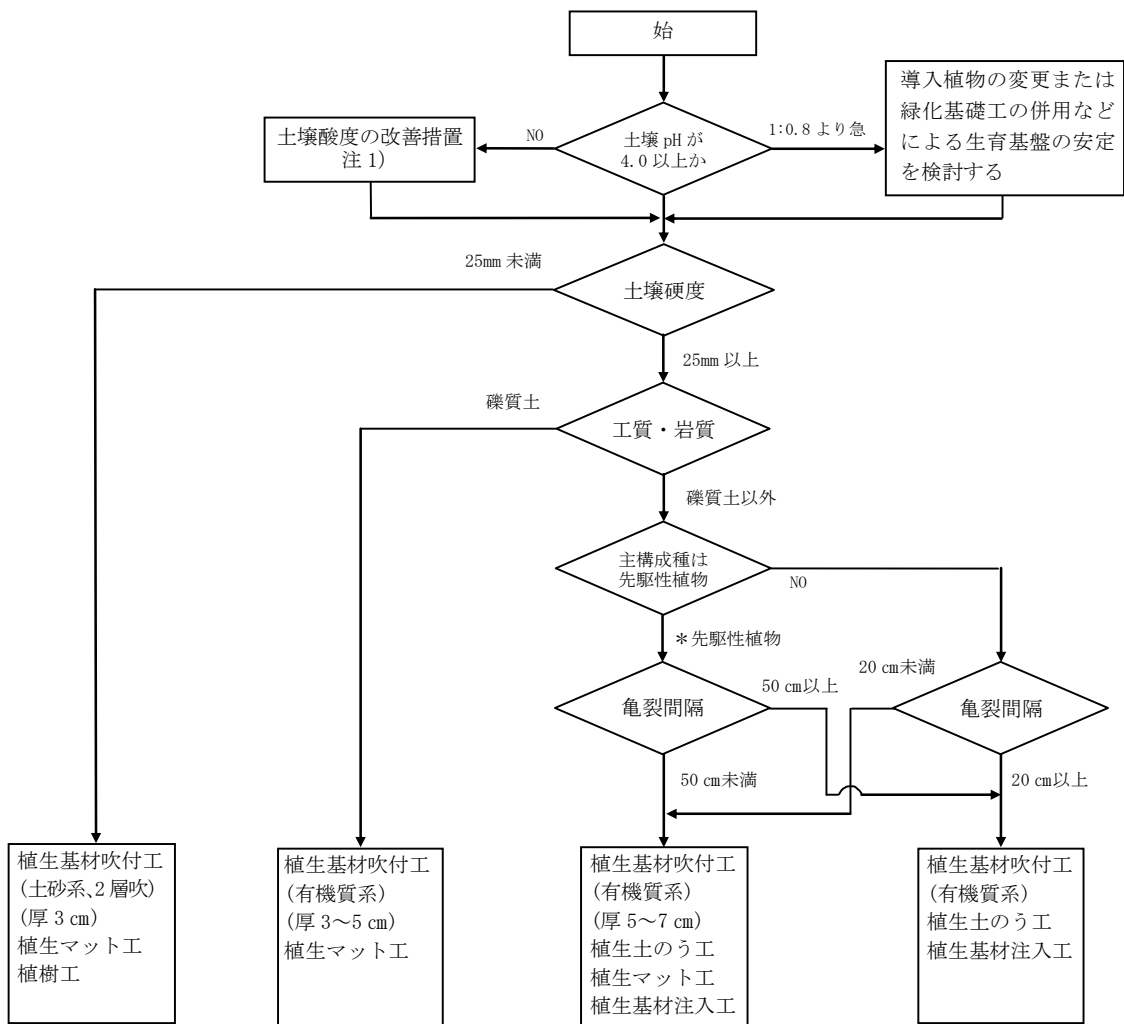 始
導入植物の変更または
緑化基礎工の併用など
による生育基盤の安定
を検討する
土壌酸度の改善措置
注 1)
NO
土壌 pH が
4.0 以上か
1:0.8 より急
25mm 未満
土壌硬度
25mm 以上
礫質土
工質・岩質
礫質土以外
主構成種は
先駆性植物
NO
＊先駆性植物
50 ㎝以上
20 ㎝未満
亀裂間隔
亀裂間隔
50 ㎝未満
20 ㎝以上
植生基材吹付工
(土砂系、2 層吹)
(厚 3 ㎝)
植生マット工
植樹工
植生基材吹付工
(有機質系)
(厚 3～5 ㎝)
植生マット工
植生基材吹付工
(有機質系)
(厚 5～7 ㎝)
植生土のう工
植生マット工
植生基材注入工
植生基材吹付工
(有機質系)
植生土のう工
植生基材注入工